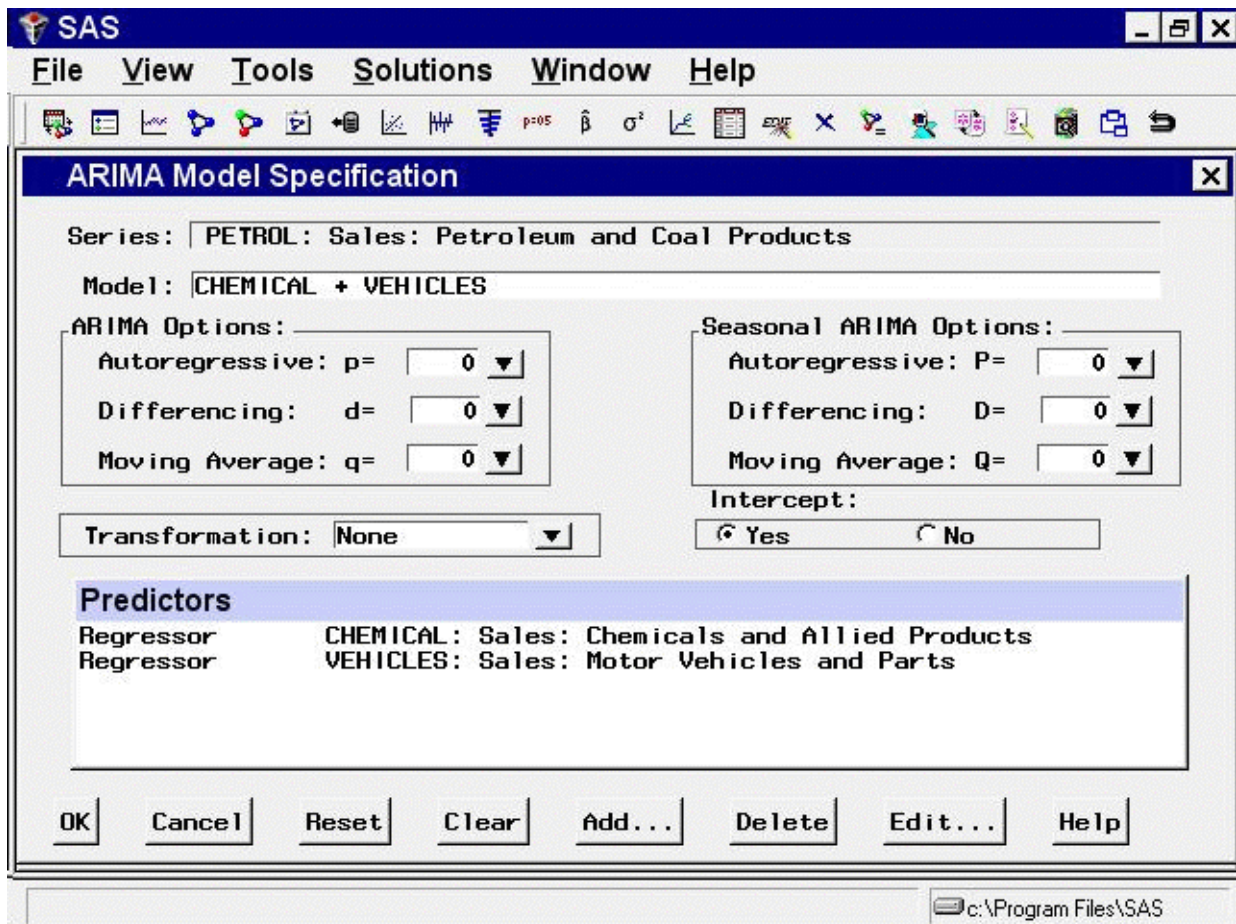 SAS
File View Tools Solutions Window Help
p=05 β̂ σ² EDIT
ARIMA Model Specification
Series: PETROL: Sales: Petroleum and Coal Products
Model: CHEMICAL + VEHICLES
ARIMA Options:
Autoregressive: p= 0
Differencing: d= 0
Moving Average: q= 0
Seasonal ARIMA Options:
Autoregressive: P= 0
Differencing: D= 0
Moving Average: Q= 0
Transformation: None
Intercept:
Yes No
Predictors
Regressor CHEMICAL: Sales: Chemicals and Allied Products
Regressor VEHICLES: Sales: Motor Vehicles and Parts
OK Cancel Reset Clear Add... Delete Edit... Help
c:\Program Files\SAS